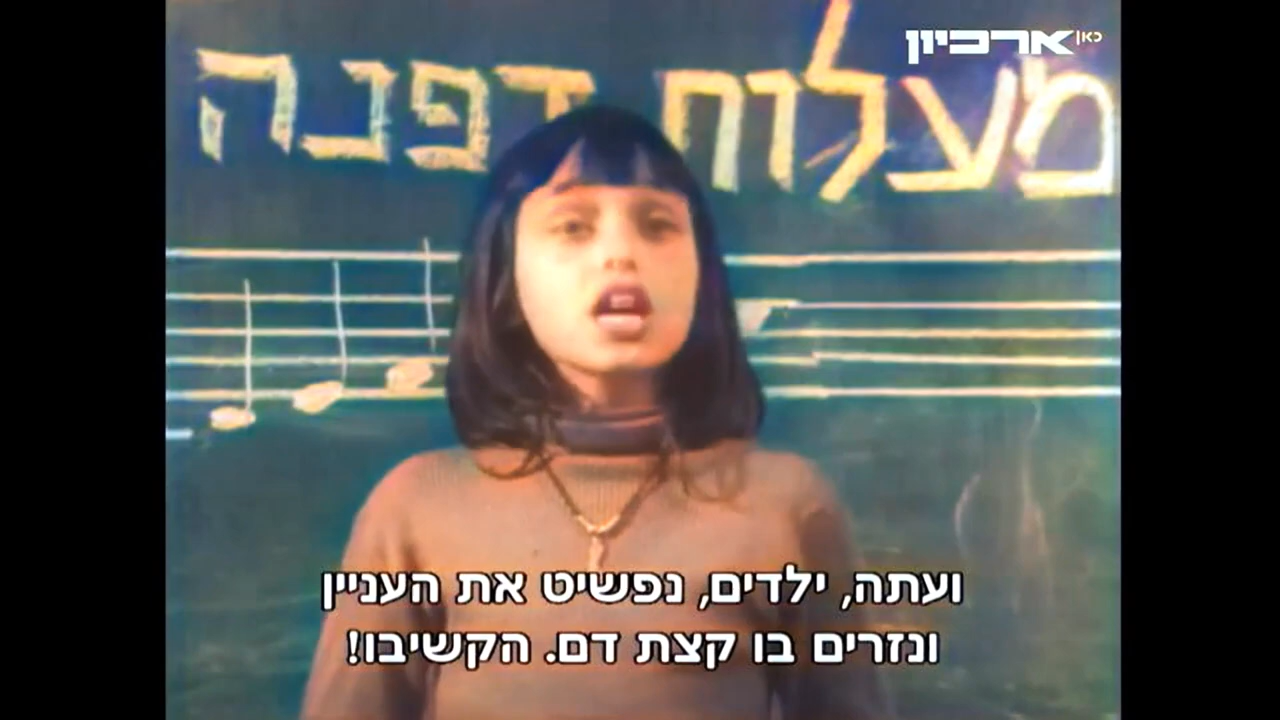 כאן ארכיון
מעלות דפנה
ועתה, ילדים, נפשיט את העניין
ונזרים בו קצת דם. הקשיבו!